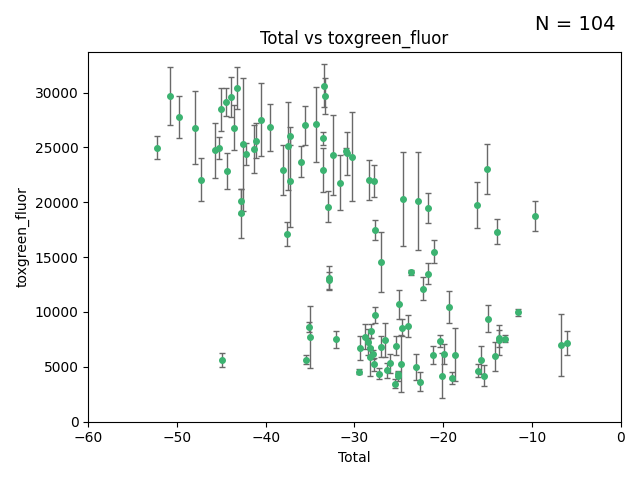 N = 104
Total vs toxgreen_fluor
toxgreen_fluor
30000
25000
20000
15000
10000
5000
0
−60 −50 −40 −30 −20 −10 0
Total